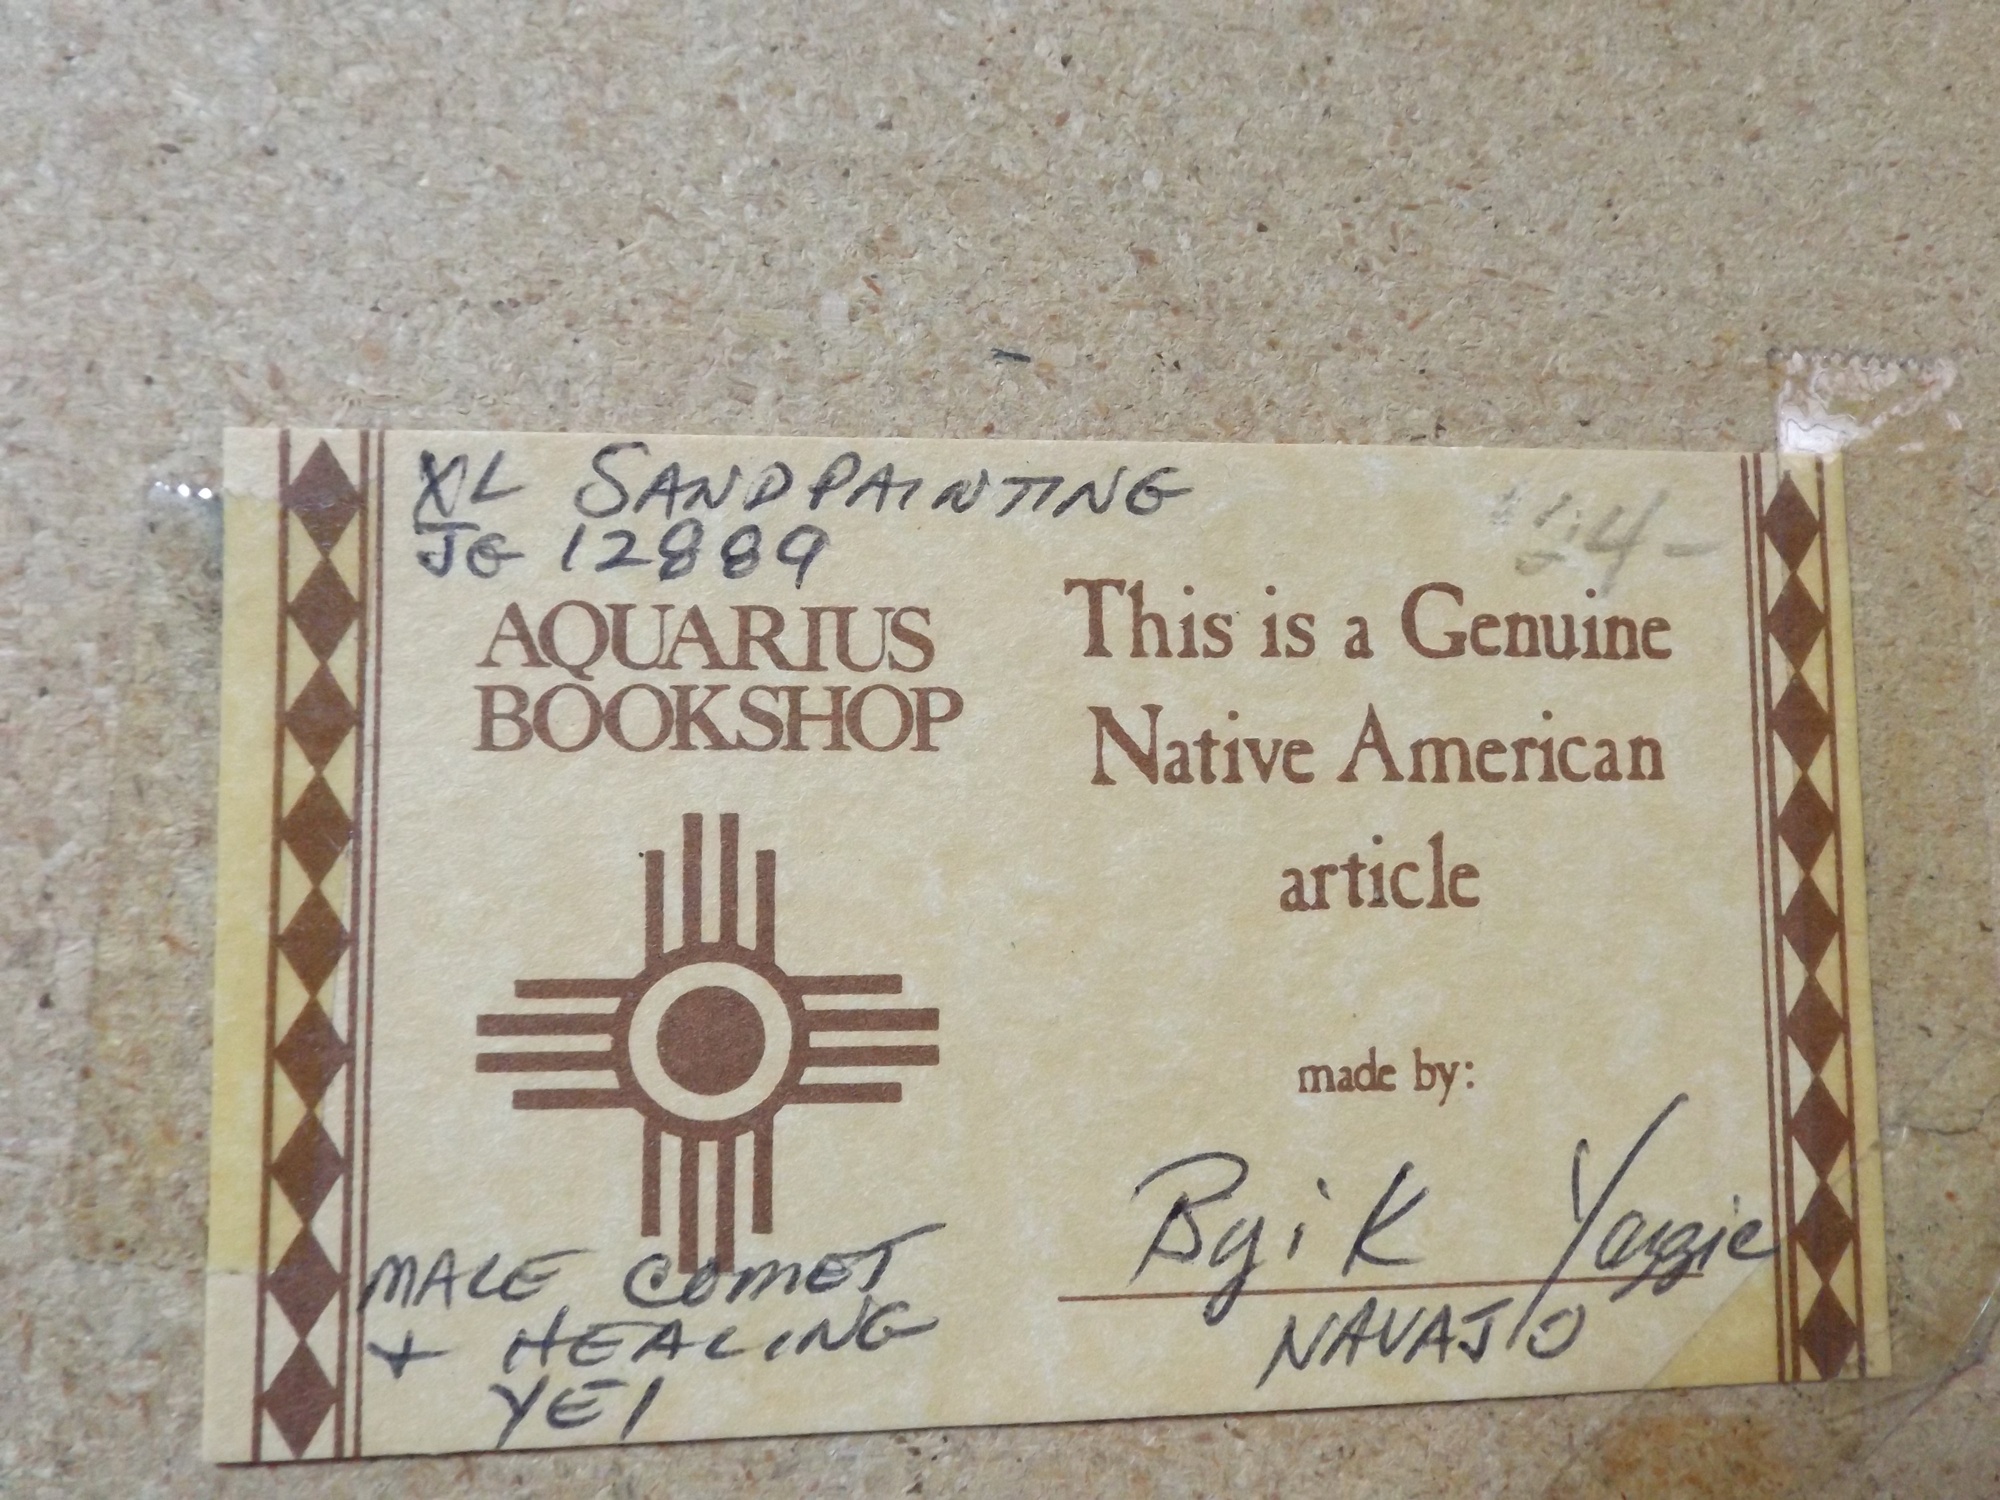 XL SANDPAINTING
JG 12889
AQUARIUS
BOOKSHOP
MALE COMET
+ HEALING
YEI
This is a Genuine
Native American
article
made by:
Yazzie
NAVAJO